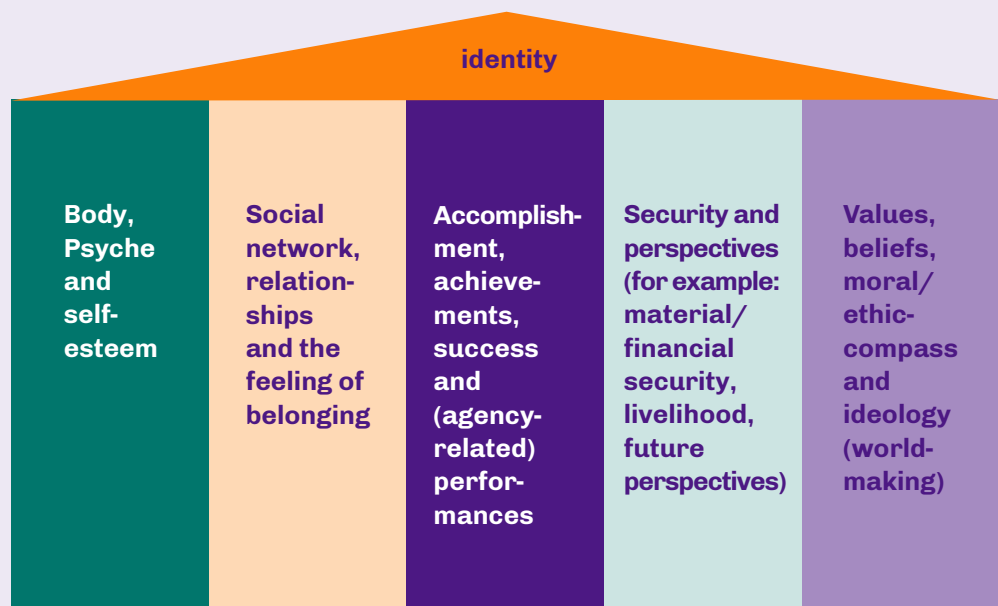 identity
Body,
Psyche
and
self-
esteem
Social
network,
relation-
ships
and the
feeling of
belonging
Accomplish-
ment,
achieve-
ments,
success
and
(agency-
related)
perfor-
mances
Security and
perspectives
(for example:
material/
financial
security,
livelihood,
future
perspectives)
Values,
beliefs,
moral/
ethic-
compass
and
ideology
(world-
making)